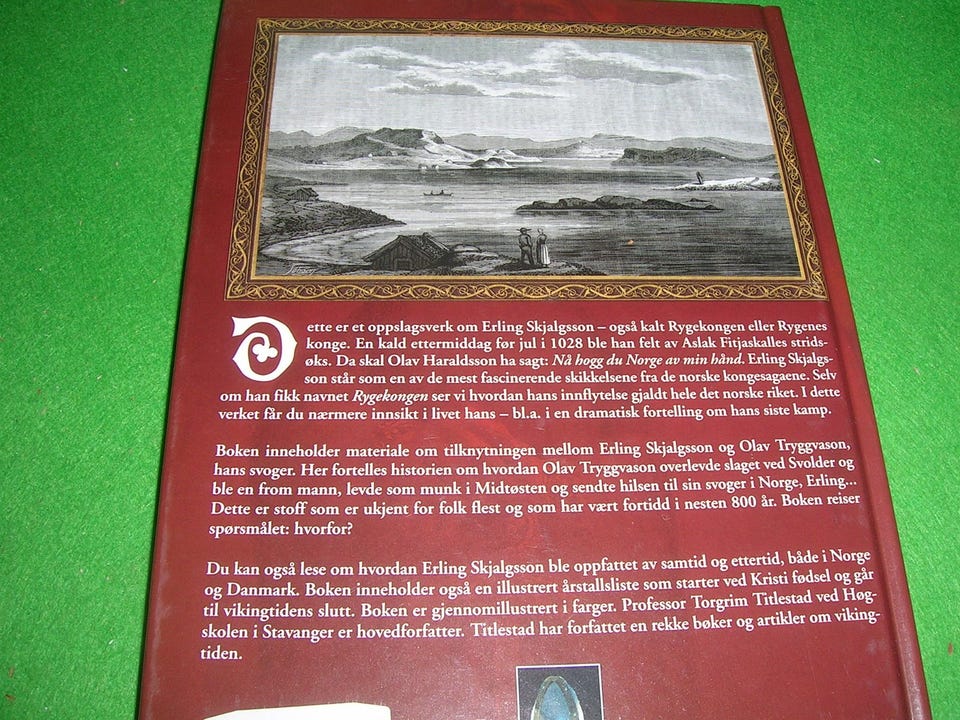 Dette er et oppslagsverk om Erling Skjalgsson – også kalt Rygekongen eller Rygenes
konge. En kald ettermiddag før jul i 1028 ble han felt av Aslak Fitjaskalles strids-
øks. Da skal Olav Haraldsson ha sagt: Nå hogg du Norge av min hånd. Erling Skjalgs-
son står som en av de mest fascinerende skikkelsene fra de norske kongesagaene. Selv
om han fikk navnet Rygekongen ser vi hvordan hans innflytelse gjaldt hele det norske riket. I dette
verket får du nærmere innsikt i livet hans – bl.a. i en dramatisk fortelling om hans siste kamp.
Boken inneholder materiale om tilknytningen mellom Erling Skjalgsson og Olav Tryggvason,
hans svoger. Her fortelles historien om hvordan Olav Tryggvason overlevde slaget ved Svolder og
ble en from mann, levde som munk i Midtøsten og sendte hilsen til sin svoger i Norge, Erling...
Dette er stoff som er ukjent for folk flest og som har vært fortidd i nesten 800 år. Boken reiser
spørsmålet: hvorfor?
Du kan også lese om hvordan Erling Skjalgsson ble oppfattet av samtid og ettertid, både i Norge
og Danmark. Boken inneholder også en illustrert årstallsliste som starter ved Kristi fødsel og går
til vikingtidens slutt. Boken er gjennomillustrert i farger. Professor Torgrim Titlestad ved Høg-
skolen i Stavanger er hovedforfatter. Titlestad har forfattet en rekke bøker og artikler om viking-
tiden.